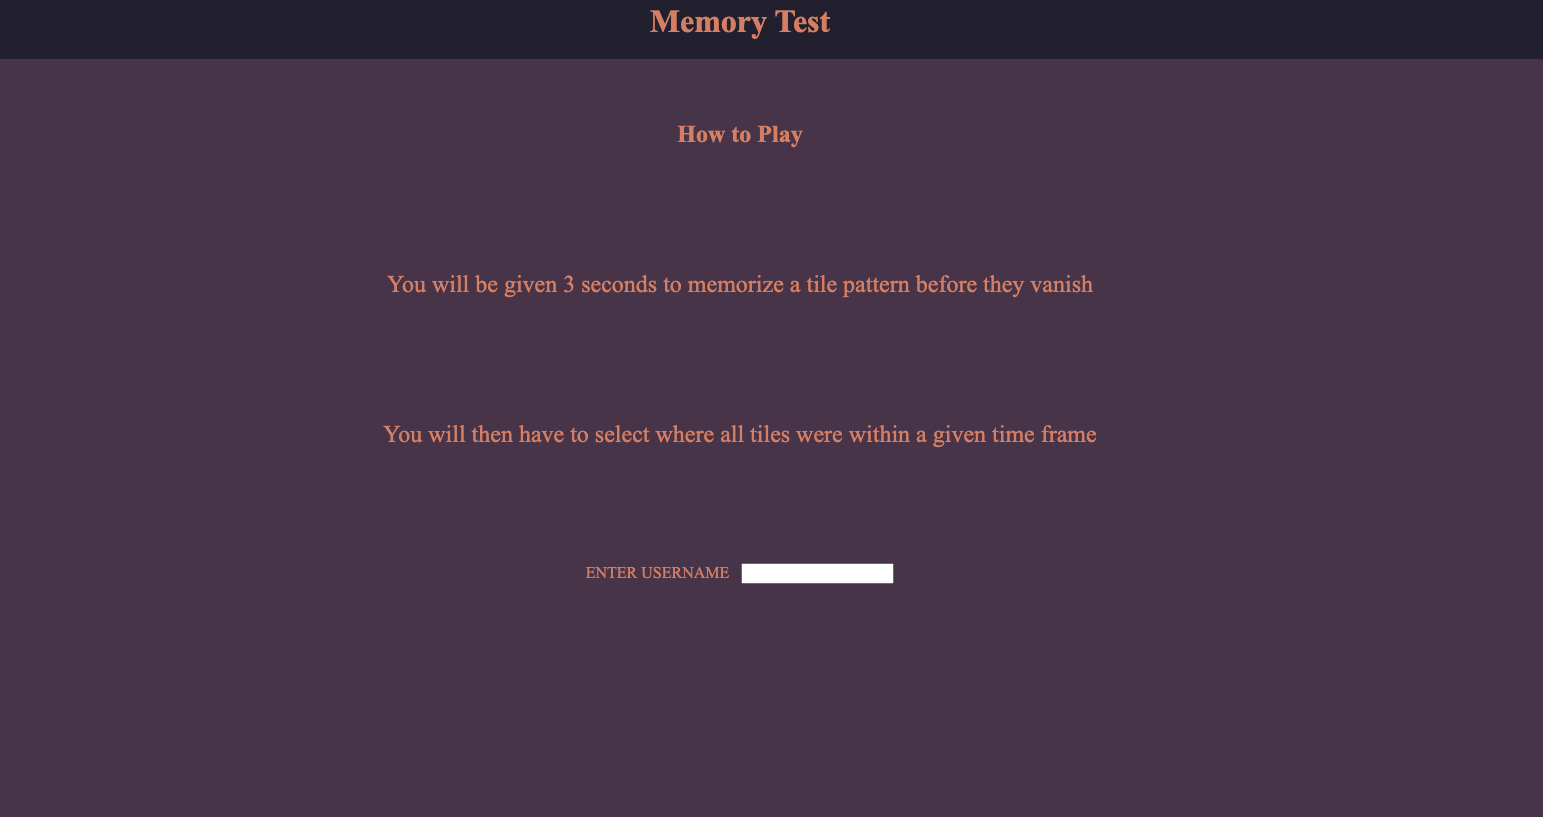 Memory Test
How to Play
You will be given 3 seconds to memorize a tile pattern before they vanish
You will then have to select where all tiles were within a given time frame
ENTER USERNAME